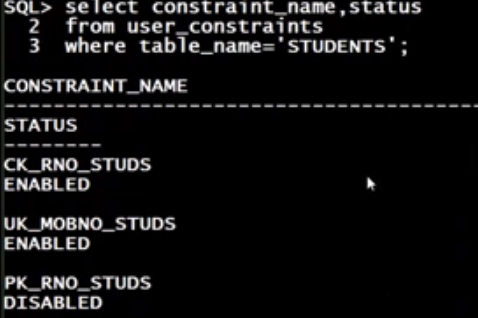 SQL> select constraint_name,status
2 from user_constraints
3 where table_name='STUDENTS';
CONSTRAINT_NAME
--------------------------------------------------
STATUS
--------
CK_RNO_STUDS
ENABLED
UK_MOBNO_STUDS
ENABLED
PK_RNO_STUDS
DISABLED